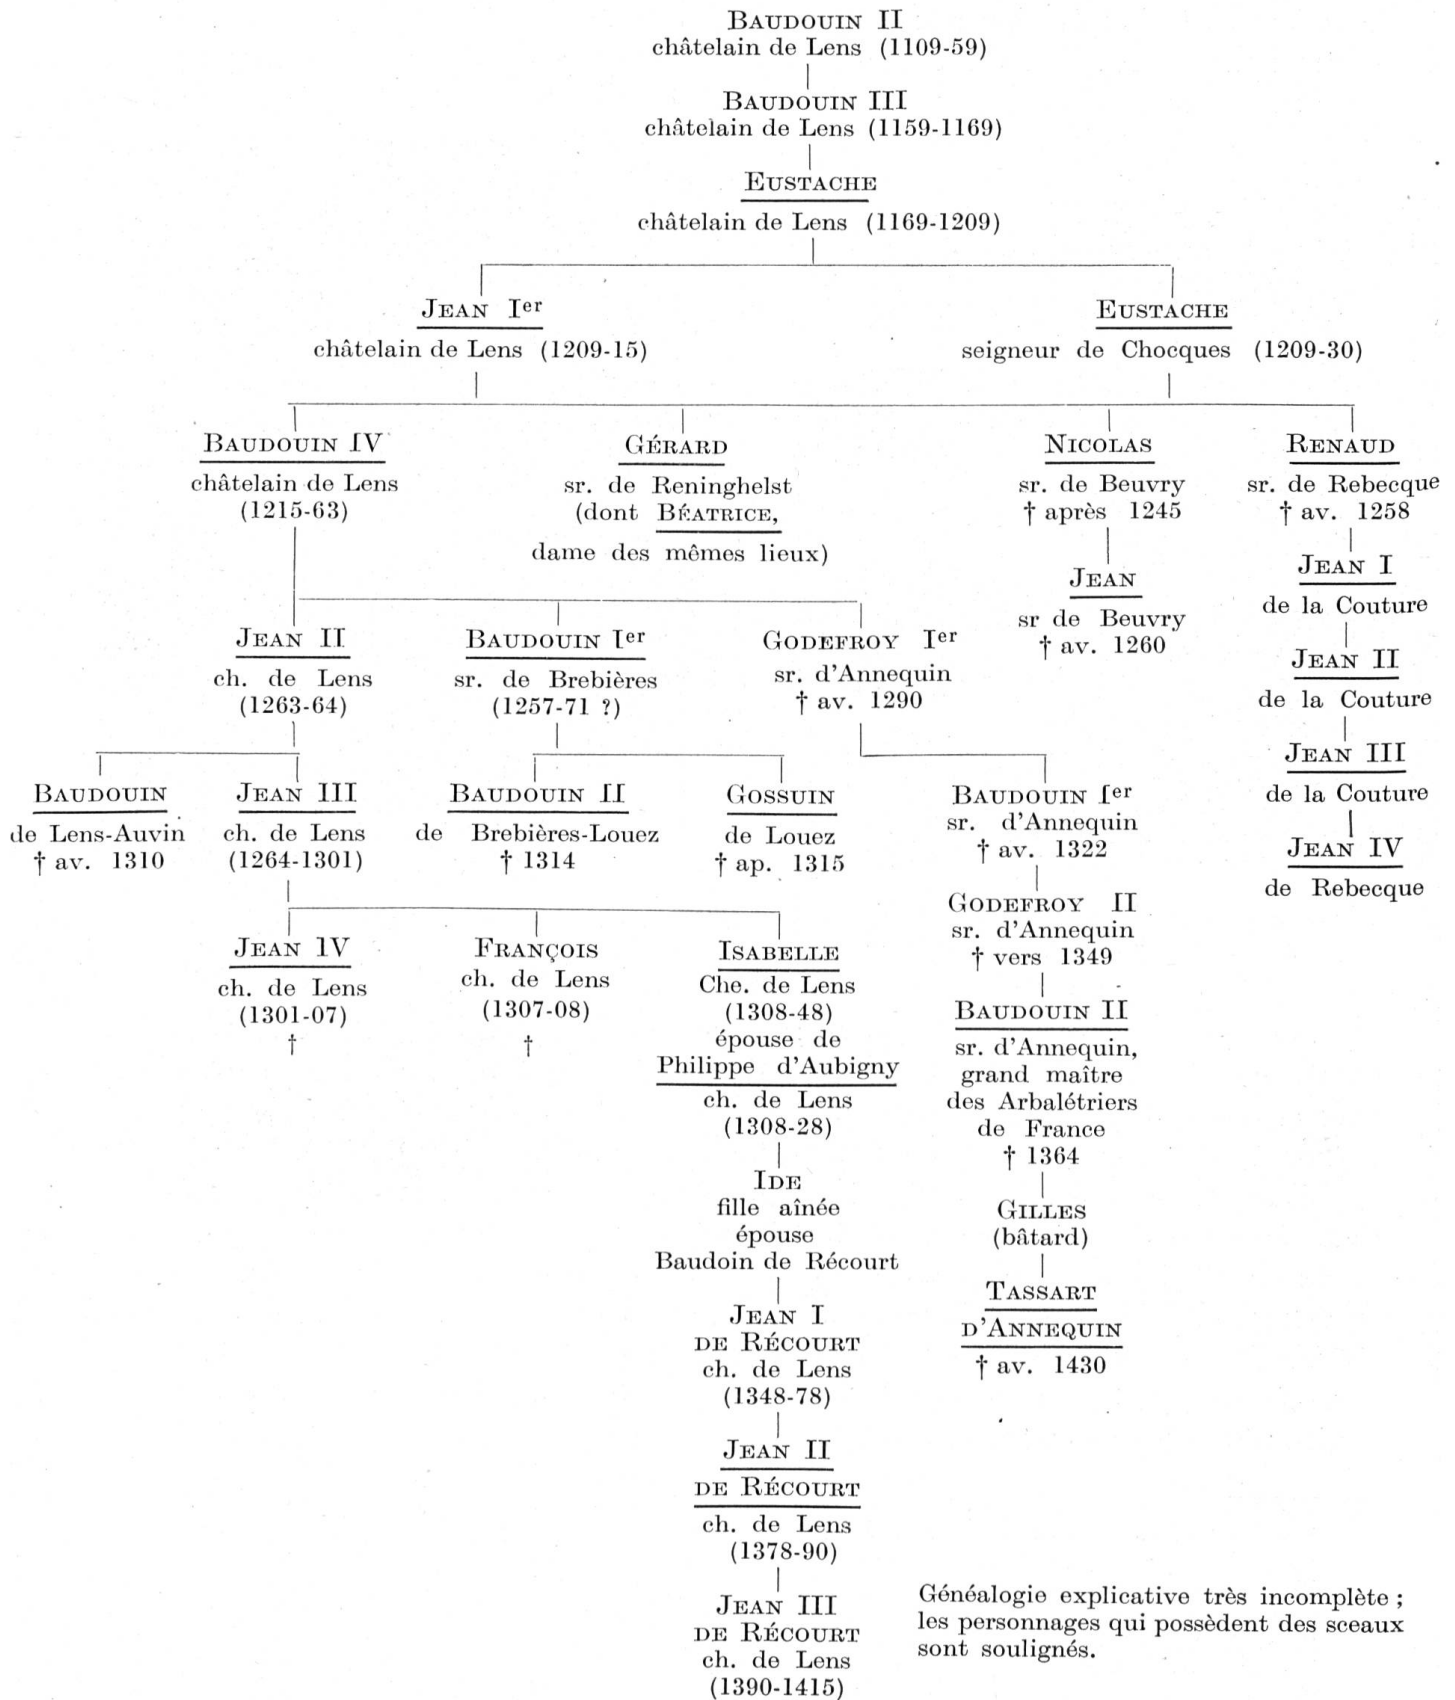 BAUDOUIN II
châtelain de Lens (1109-59)
BAUDOUIN III
châtelain de Lens (1159-1169)
EUSTACHE
châtelain de Lens (1169-1209)
JEAN Ier
châtelain de Lens (1209-15)
EUSTACHE
seigneur de Chocques (1209-30)
BAUDOUIN IV
châtelain de Lens
(1215-63)
GÉRARD
sr. de Reninghelst
(dont BÉATRICE,
dame des mêmes lieux)
NICOLAS
sr. de Beuvry
† après 1245
RENAUD
sr. de Rebecque
† av. 1258
JEAN
sr de Beuvry
† av. 1260
JEAN I
de la Couture
JEAN II
de la Couture
JEAN III
de la Couture
JEAN IV
de Rebecque
JEAN II
ch. de Lens
(1263-64)
BAUDOUIN Ier
sr. de Brebières
(1257-71 ?)
GODEFROY Ier
sr. d'Annequin
† av. 1290
BAUDOUIN
de Lens-Auvin
† av. 1310
JEAN III
ch. de Lens
(1264-1301)
BAUDOUIN II
de Brebières-Louez
† 1314
GOSSUIN
de Louez
† ap. 1315
BAUDOUIN Ier
sr. d'Annequin
† av. 1322
GODEFROY II
sr. d'Annequin
† vers 1349
BAUDOUIN II
sr. d'Annequin,
grand maître
des Arbalétriers
de France
† 1364
GILLES
(bâtard)
TASSART
D'ANNEQUIN
† av. 1430
JEAN IV
ch. de Lens
(1301-07)
†
FRANÇOIS
ch. de Lens
(1307-08)
†
ISABELLE
Che. de Lens
(1308-48)
épouse de
Philippe d'Aubigny
ch. de Lens
(1308-28)
IDE
fille aînée
épouse
Baudoin de Récourt
JEAN I
DE RÉCOURT
ch. de Lens
(1348-78)
JEAN II
DE RÉCOURT
ch. de Lens
(1378-90)
JEAN III
DE RÉCOURT
ch. de Lens
(1390-1415)
Généalogie explicative très incomplète ;
les personnages qui possèdent des sceaux
sont soulignés.